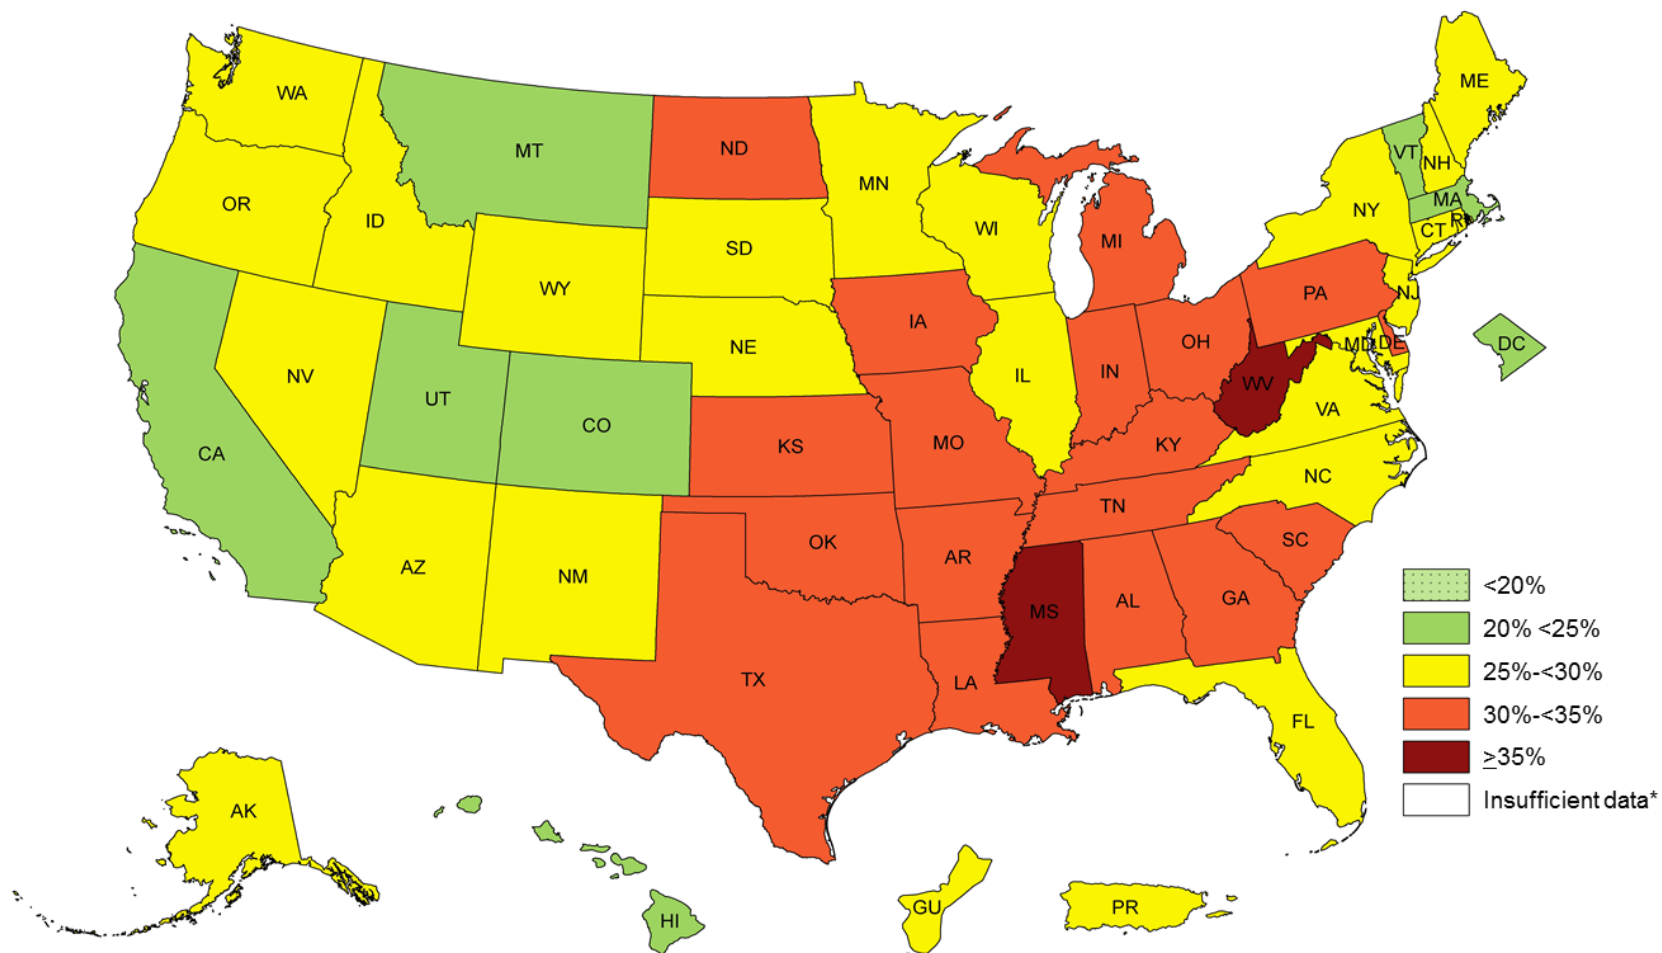 WA
ME
MT
ND
VT
NH
MN
OR
ID
MA
NY
RI
WI
CT
MI
SD
WY
PA
NJ
IA
OH
DC
MD
DE
NE
IN
NV
IL
WV
UT
VA
CO
CA
KS
MO
KY
NC
TN
SC
OK
AR
AZ
NM
<20%
GA
AL
MS
20% <25%
25%-<30%
TX
LA
30%-<35%
FL
≥35%
Insufficient data*
AK
GU
PR
HI